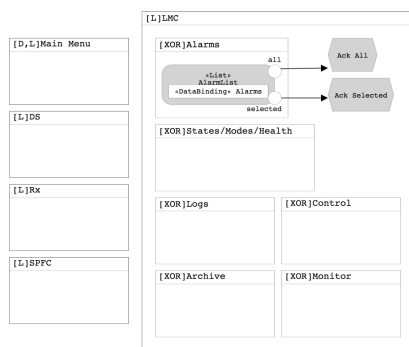 [L]LMC
[D,L]Main Menu
[L]DS
[L]Rx
[L]SPFC
[XOR]Alarms
all
«List»
AlarmList
«DataBinding» Alarms
selected
Ack All
Ack Selected
[XOR]States/Modes/Health
[XOR]Logs
[XOR]Control
[XOR]Archive
[XOR]Monitor